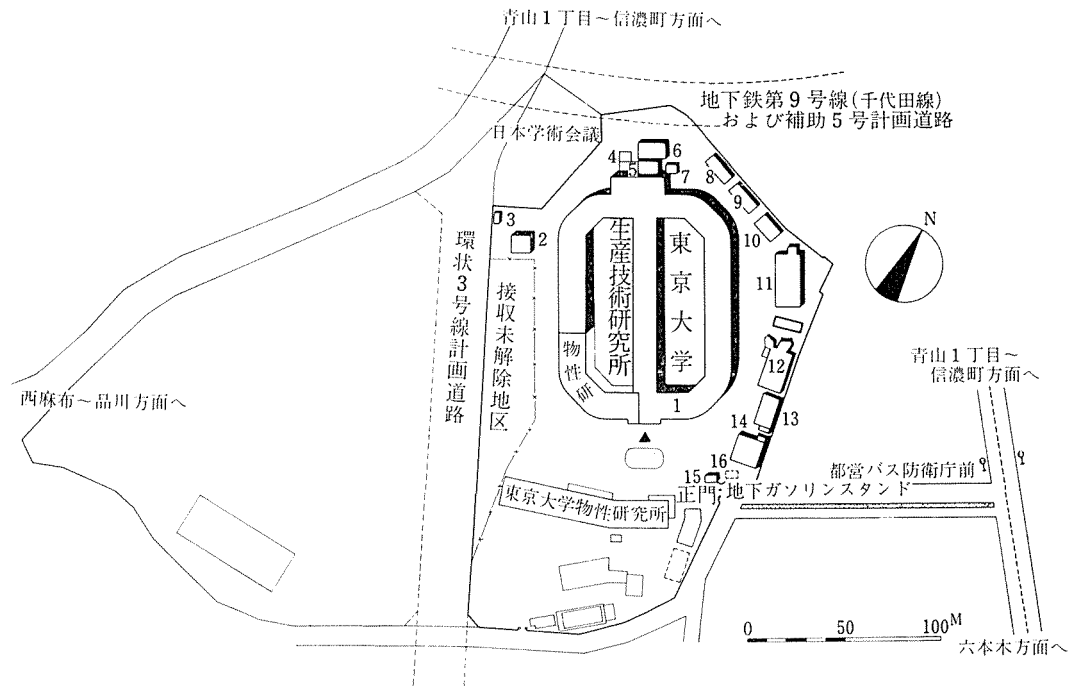 青山1丁目～信濃町方面へ
地下鉄第9号線(千代田線)
および補助5号計画道路
日本学術会議
4
5
6
7
8
9
10
N
3
2
環状3号線計画道路
接収未解除地区
生産技術研究所
東京大学
物性研
1
11
12
13
14
15
16
青山1丁目～
信濃町方面へ
西麻布～品川方面へ
都営バス防衛庁前
正門
地下ガソリンスタンド
東京大学物性研究所
0 50 100M
六本木方面へ